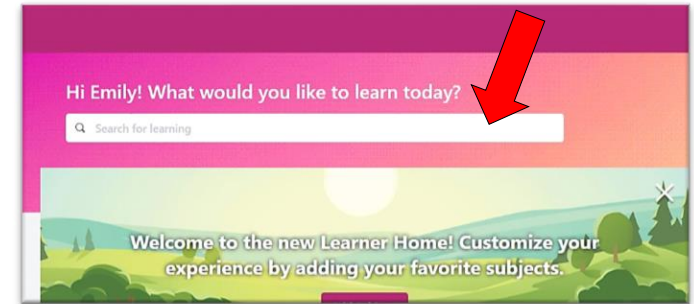 Hi Emily! What would you like to learn today?
Search for learning
Welcome to the new Learner Home! Customize your
experience by adding your favorite subjects.